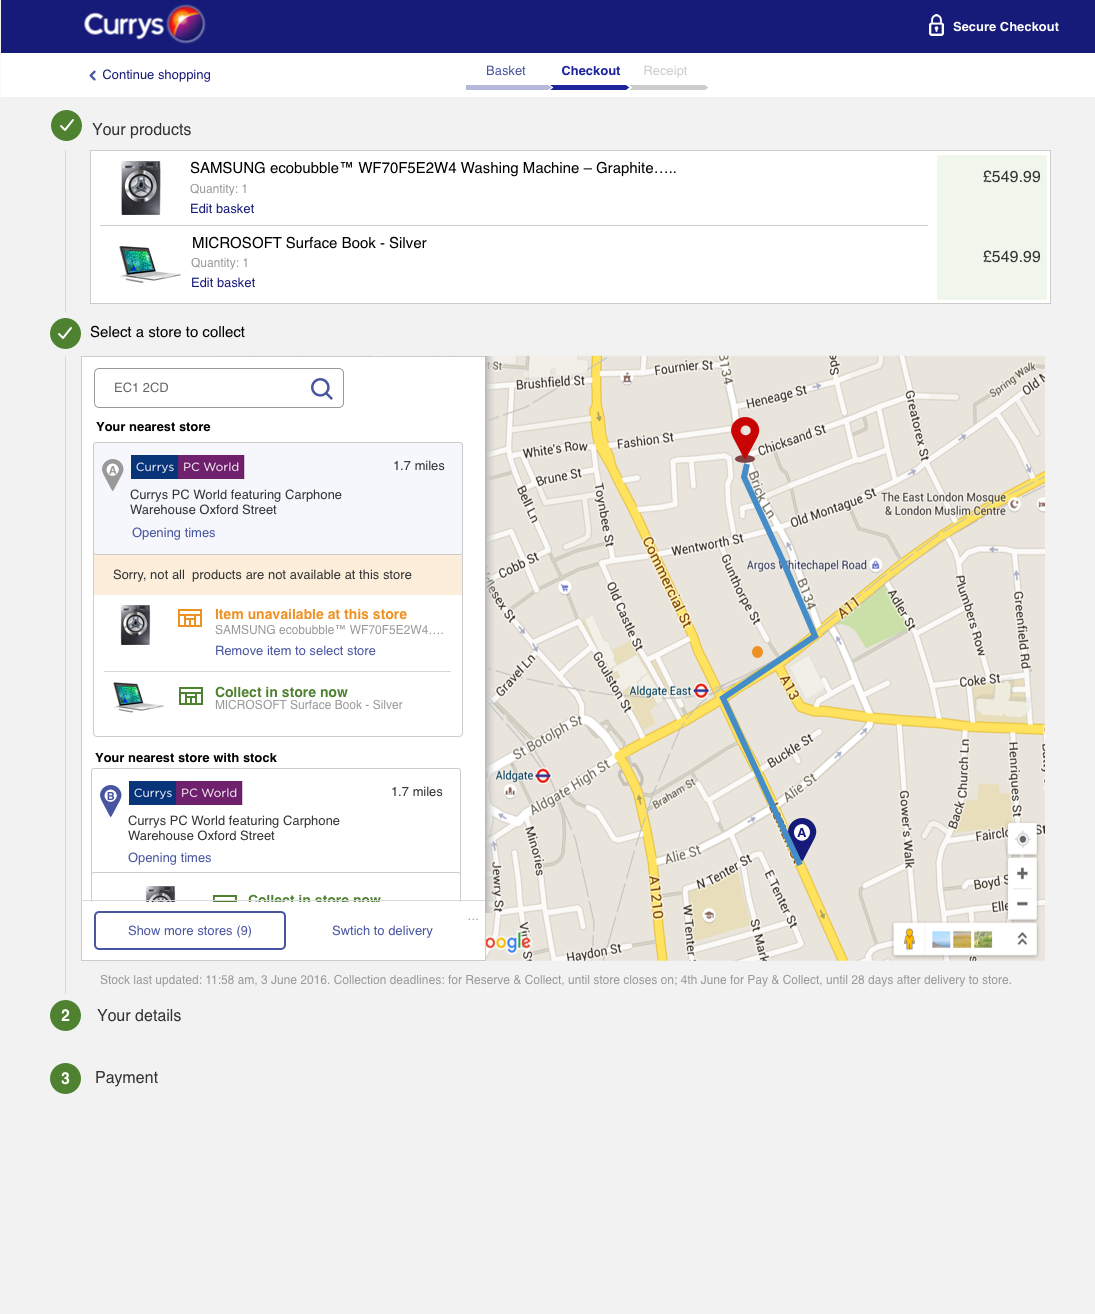 Currys
Secure Checkout
Continue shopping
Basket
Checkout
Receipt
Your products
SAMSUNG ecobubble™ WF70F5E2W4 Washing Machine – Graphite…..
£549.99
Quantity: 1
Edit basket
MICROSOFT Surface Book - Silver
£549.99
Quantity: 1
Edit basket
Select a store to collect
EC1 2CD
Your nearest store
A
Currys PC World
1.7 miles
Currys PC World featuring Carphone
Warehouse Oxford Street
Opening times
Sorry, not all  products are not available at this store
Item unavailable at this store
SAMSUNG ecobubble™ WF70F5E2W4....
Remove item to select store
Collect in store now
MICROSOFT Surface Book - Silver
Your nearest store with stock
B
Currys PC World
1.7 miles
Currys PC World featuring Carphone
Warehouse Oxford Street
Opening times
Collect in store now
Show more stores (9)
Swtich to delivery
...
Brushfield St
Fournier St
B134
Heneage St
Spring Walk
Old M
Greatorex St
White's Row
Fashion St
Chicksand St
Brune St
Bell Ln
Toynbee St
Brick Ln
Old Montague St
The East London Mosque
& London Muslim Centre
Wentworth St
Cobb St
Commercial St
Gunthorpe St
Argos Whitechapel Road
B134
A11
Adler St
Plumbers Row
Greenfield Rd
Old Castle St
esex St
Gravel Ln
Goulston St
Aldgate East
A13
Coke St
St Botolph St
Buckle St
Aldgate
Aldgate High St
Braham St
Alie St
Back Church Ln
Henriques St
Gower's Walk
Minories
A
Alie St
N Tenter St
E Tenter St
Fairclo
Jewry St
A1210
W Tenter St
St Mark
Boyd S
Elle
Haydon St
oogle
Stock last updated: 11:58 am, 3 June 2016. Collection deadlines: for Reserve & Collect, until store closes on; 4th June for Pay & Collect, until 28 days after delivery to store.
2
Your details
3
Payment